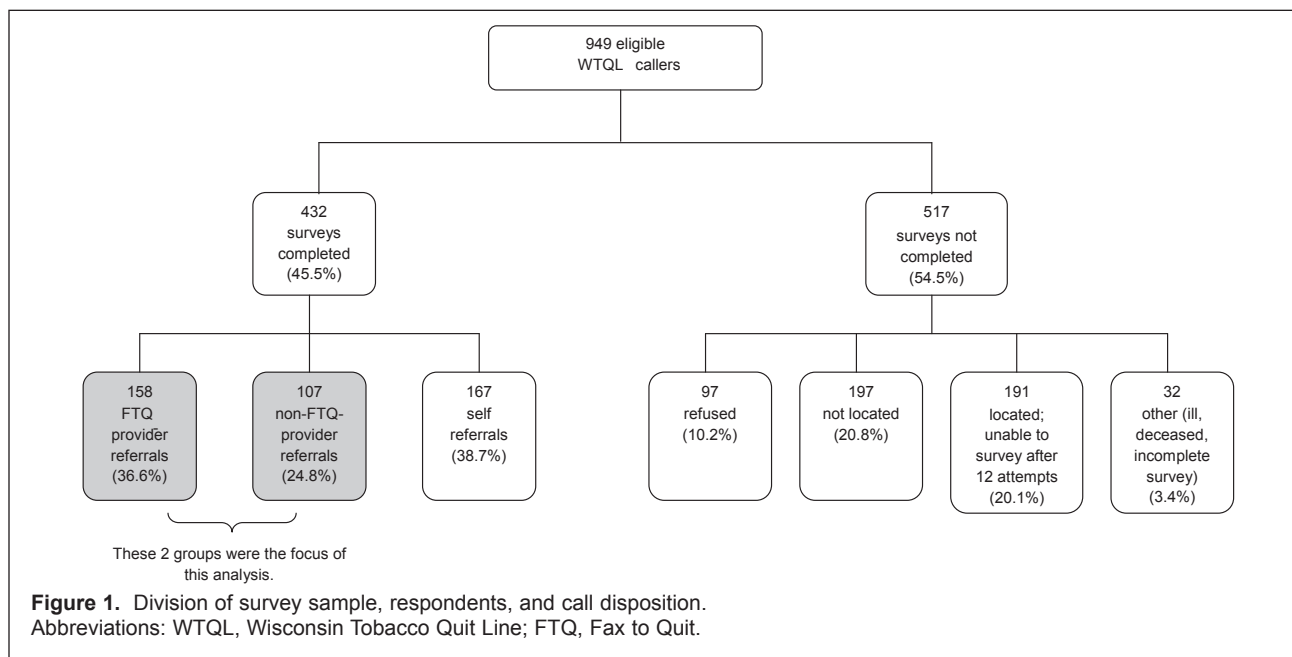 949 eligible
WTQL callers
432
surveys
completed
(45.5%)
517
surveys not
completed
(54.5%)
158
FTQ
provider
referrals
(36.6%)
107
non-FTQ-
provider
referrals
(24.8%)
167
self
referrals
(38.7%)
97
refused
(10.2%)
197
not located
(20.8%)
191
located;
unable to
survey after
12 attempts
(20.1%)
32
other (ill,
deceased,
incomplete
survey)
(3.4%)
These 2 groups were the focus of
this analysis.
Figure 1. Division of survey sample, respondents, and call disposition.
Abbreviations: WTQL, Wisconsin Tobacco Quit Line; FTQ, Fax to Quit.